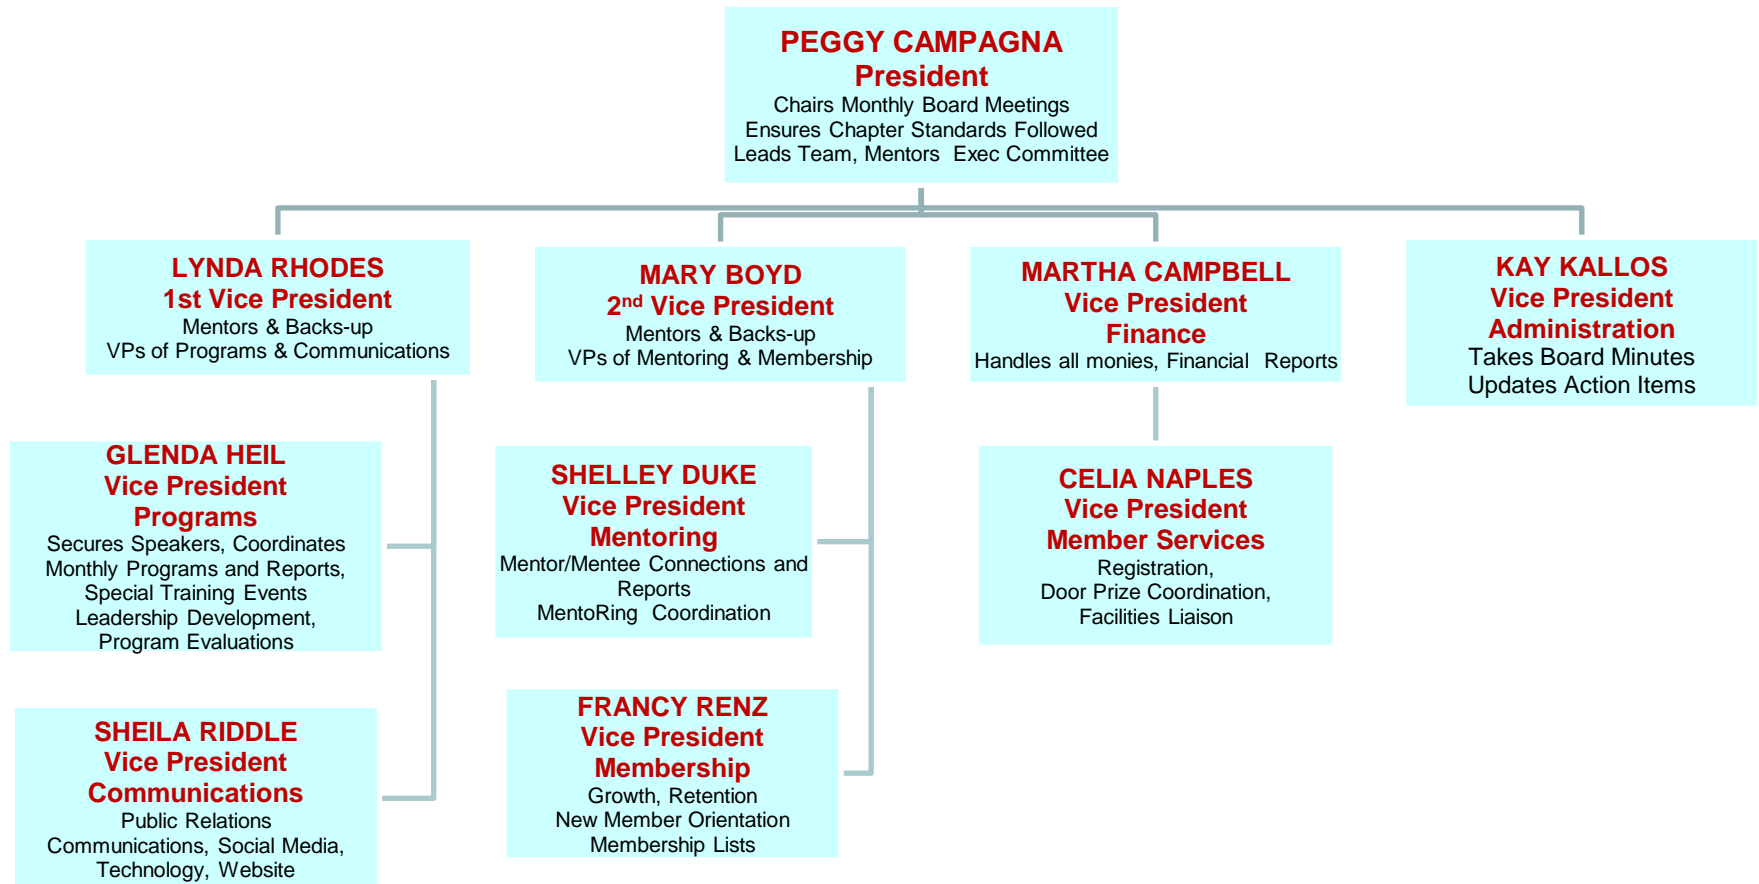 PEGGY CAMPAGNA
President
Chairs Monthly Board Meetings
Ensures Chapter Standards Followed
Leads Team, Mentors Exec Committee
LYNDA RHODES
1st Vice President
Mentors & Backs-up
VPs of Programs & Communications
MARY BOYD
2nd Vice President
Mentors & Backs-up
VPs of Mentoring & Membership
MARTHA CAMPBELL
Vice President
Finance
Handles all monies, Financial Reports
KAY KALLOS
Vice President
Administration
Takes Board Minutes
Updates Action Items
GLENDA HEIL
Vice President
Programs
Secures Speakers, Coordinates
Monthly Programs and Reports,
Special Training Events
Leadership Development,
Program Evaluations
SHELLEY DUKE
Vice President
Mentoring
Mentor/Mentee Connections and
Reports
MentoRing Coordination
CELIA NAPLES
Vice President
Member Services
Registration,
Door Prize Coordination,
Facilities Liaison
SHEILA RIDDLE
Vice President
Communications
Public Relations
Communications, Social Media,
Technology, Website
FRANCY RENZ
Vice President
Membership
Growth, Retention
New Member Orientation
Membership Lists